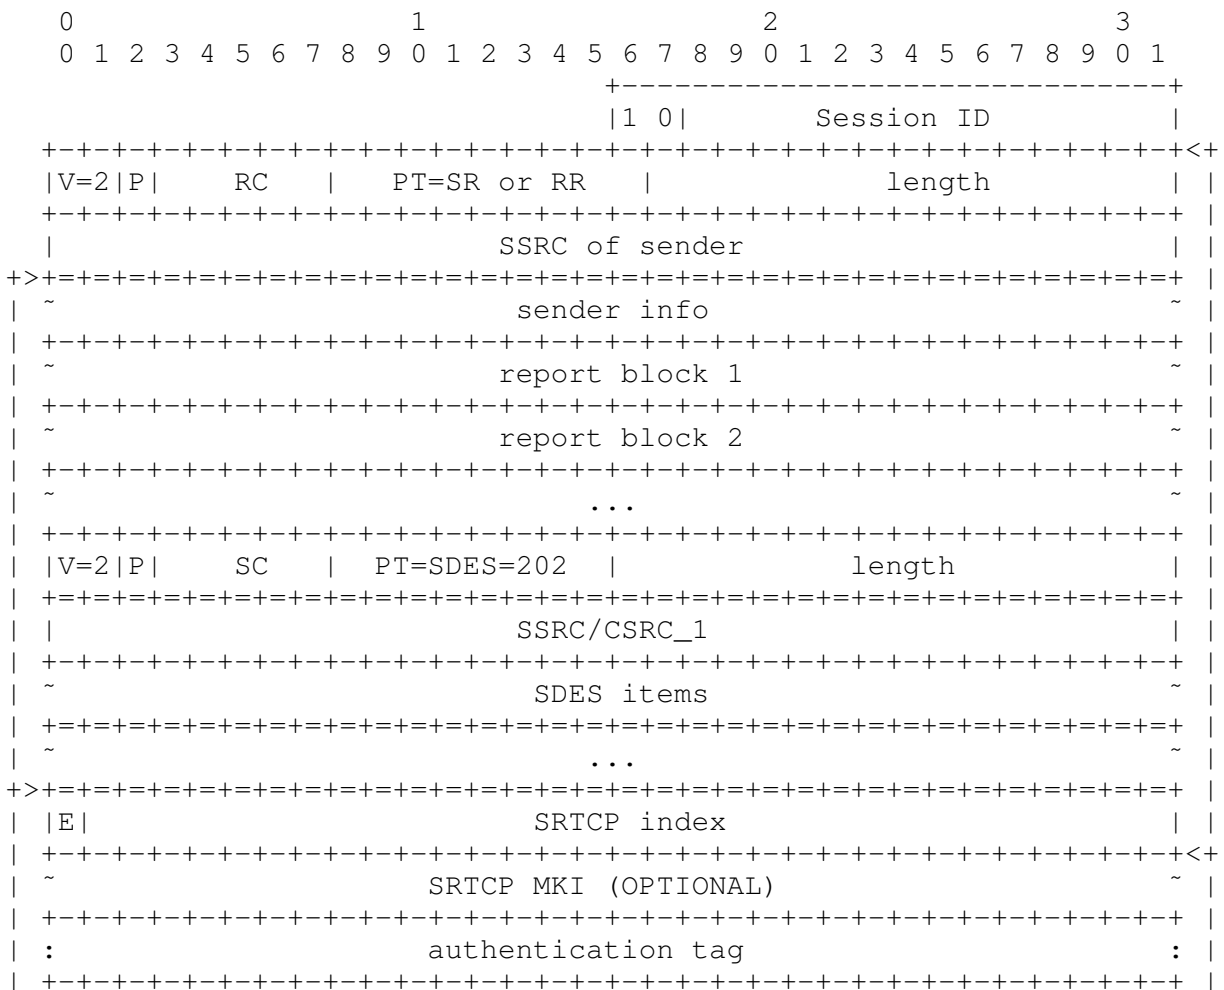 0                   1                   2                   3
 0 1 2 3 4 5 6 7 8 9 0 1 2 3 4 5 6 7 8 9 0 1 2 3 4 5 6 7 8 9 0 1
                                +-------------------------------+
                                |1 0|       Session ID          |
  +-+-+-+-+-+-+-+-+-+-+-+-+-+-+-+-+-+-+-+-+-+-+-+-+-+-+-+-+-+-+-+-+<+
  |V=2|P|    RC   |   PT=SR or RR   |             length          | |
  +-+-+-+-+-+-+-+-+-+-+-+-+-+-+-+-+-+-+-+-+-+-+-+-+-+-+-+-+-+-+-+-+ |
  |                         SSRC of sender                        | |
+>+=+=+=+=+=+=+=+=+=+=+=+=+=+=+=+=+=+=+=+=+=+=+=+=+=+=+=+=+=+=+=+=+ |
| ~                          sender info                          ~ |
| +-+-+-+-+-+-+-+-+-+-+-+-+-+-+-+-+-+-+-+-+-+-+-+-+-+-+-+-+-+-+-+-+ |
| ~                         report block 1                        ~ |
| +-+-+-+-+-+-+-+-+-+-+-+-+-+-+-+-+-+-+-+-+-+-+-+-+-+-+-+-+-+-+-+-+ |
| ~                         report block 2                        ~ |
| +-+-+-+-+-+-+-+-+-+-+-+-+-+-+-+-+-+-+-+-+-+-+-+-+-+-+-+-+-+-+-+-+ |
| ~                              ...                              ~ |
| +-+-+-+-+-+-+-+-+-+-+-+-+-+-+-+-+-+-+-+-+-+-+-+-+-+-+-+-+-+-+-+-+ |
| |V=2|P|    SC   |  PT=SDES=202  |             length            | |
| +=+=+=+=+=+=+=+=+=+=+=+=+=+=+=+=+=+=+=+=+=+=+=+=+=+=+=+=+=+=+=+=+ |
| |                          SSRC/CSRC_1                          | |
| +-+-+-+-+-+-+-+-+-+-+-+-+-+-+-+-+-+-+-+-+-+-+-+-+-+-+-+-+-+-+-+-+ |
| ~                           SDES items                          ~ |
| +=+=+=+=+=+=+=+=+=+=+=+=+=+=+=+=+=+=+=+=+=+=+=+=+=+=+=+=+=+=+=+=+ |
| ~                              ...                              ~ |
+>+=+=+=+=+=+=+=+=+=+=+=+=+=+=+=+=+=+=+=+=+=+=+=+=+=+=+=+=+=+=+=+=+ |
| |E|                         SRTCP index                         | |
| +-+-+-+-+-+-+-+-+-+-+-+-+-+-+-+-+-+-+-+-+-+-+-+-+-+-+-+-+-+-+-+-+<+
| ~                     SRTCP MKI (OPTIONAL)                      ~ |
| +-+-+-+-+-+-+-+-+-+-+-+-+-+-+-+-+-+-+-+-+-+-+-+-+-+-+-+-+-+-+-+-+ |
| :                     authentication tag                        : |
| +-+-+-+-+-+-+-+-+-+-+-+-+-+-+-+-+-+-+-+-+-+-+-+-+-+-+-+-+-+-+-+-+ |